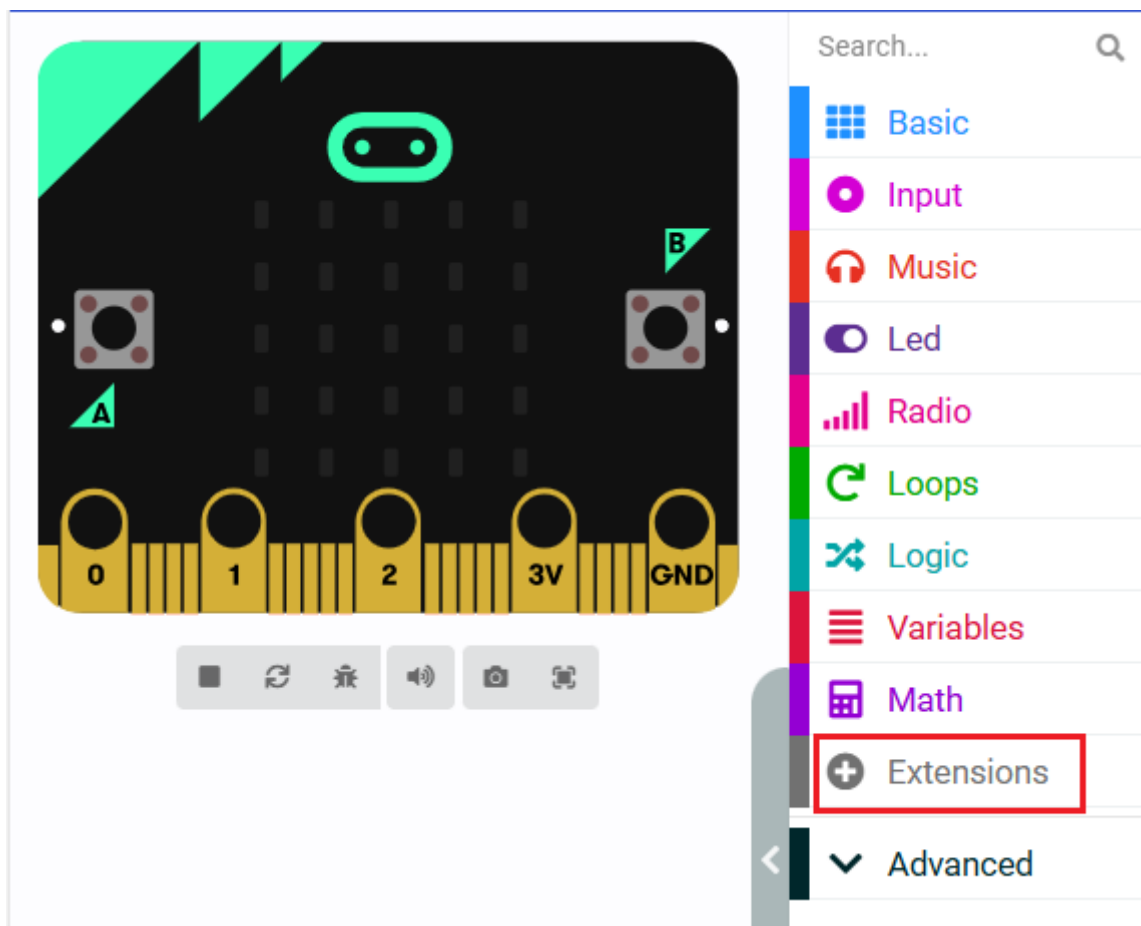 B
A
0 1 2 3V GND
Search...
Basic
Input
Music
Led
Radio
Loops
Logic
Variables
Math
Extensions
Advanced